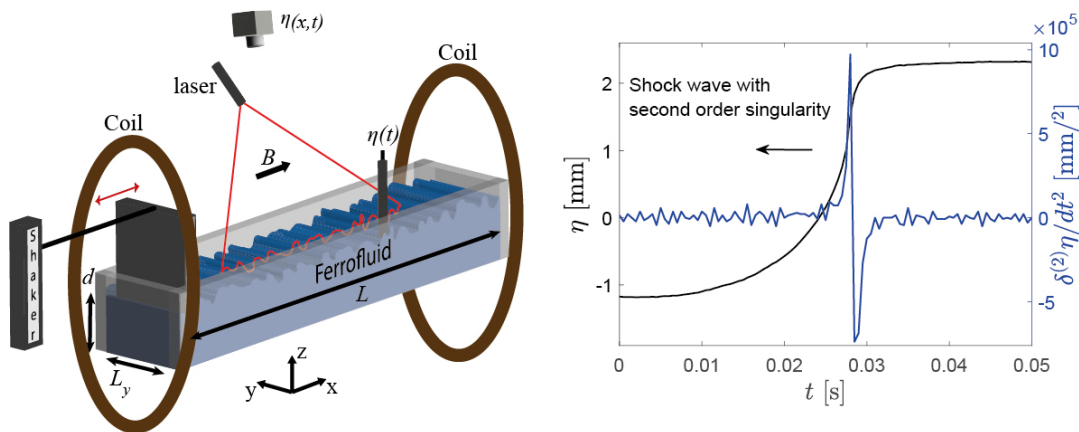 η(x,t)
Coil
laser
Coil
η(t)
B
Shaker
d
Ferrofluid
L
L_y
z
y
x
×10^5
Shock wave with
second order singularity
η [mm]
2
1
0
-1
10
5
0
-5
δ^(2)η/dt^2 [mm/^2]
0
0.01
0.02
0.03
0.04
0.05
t [s]